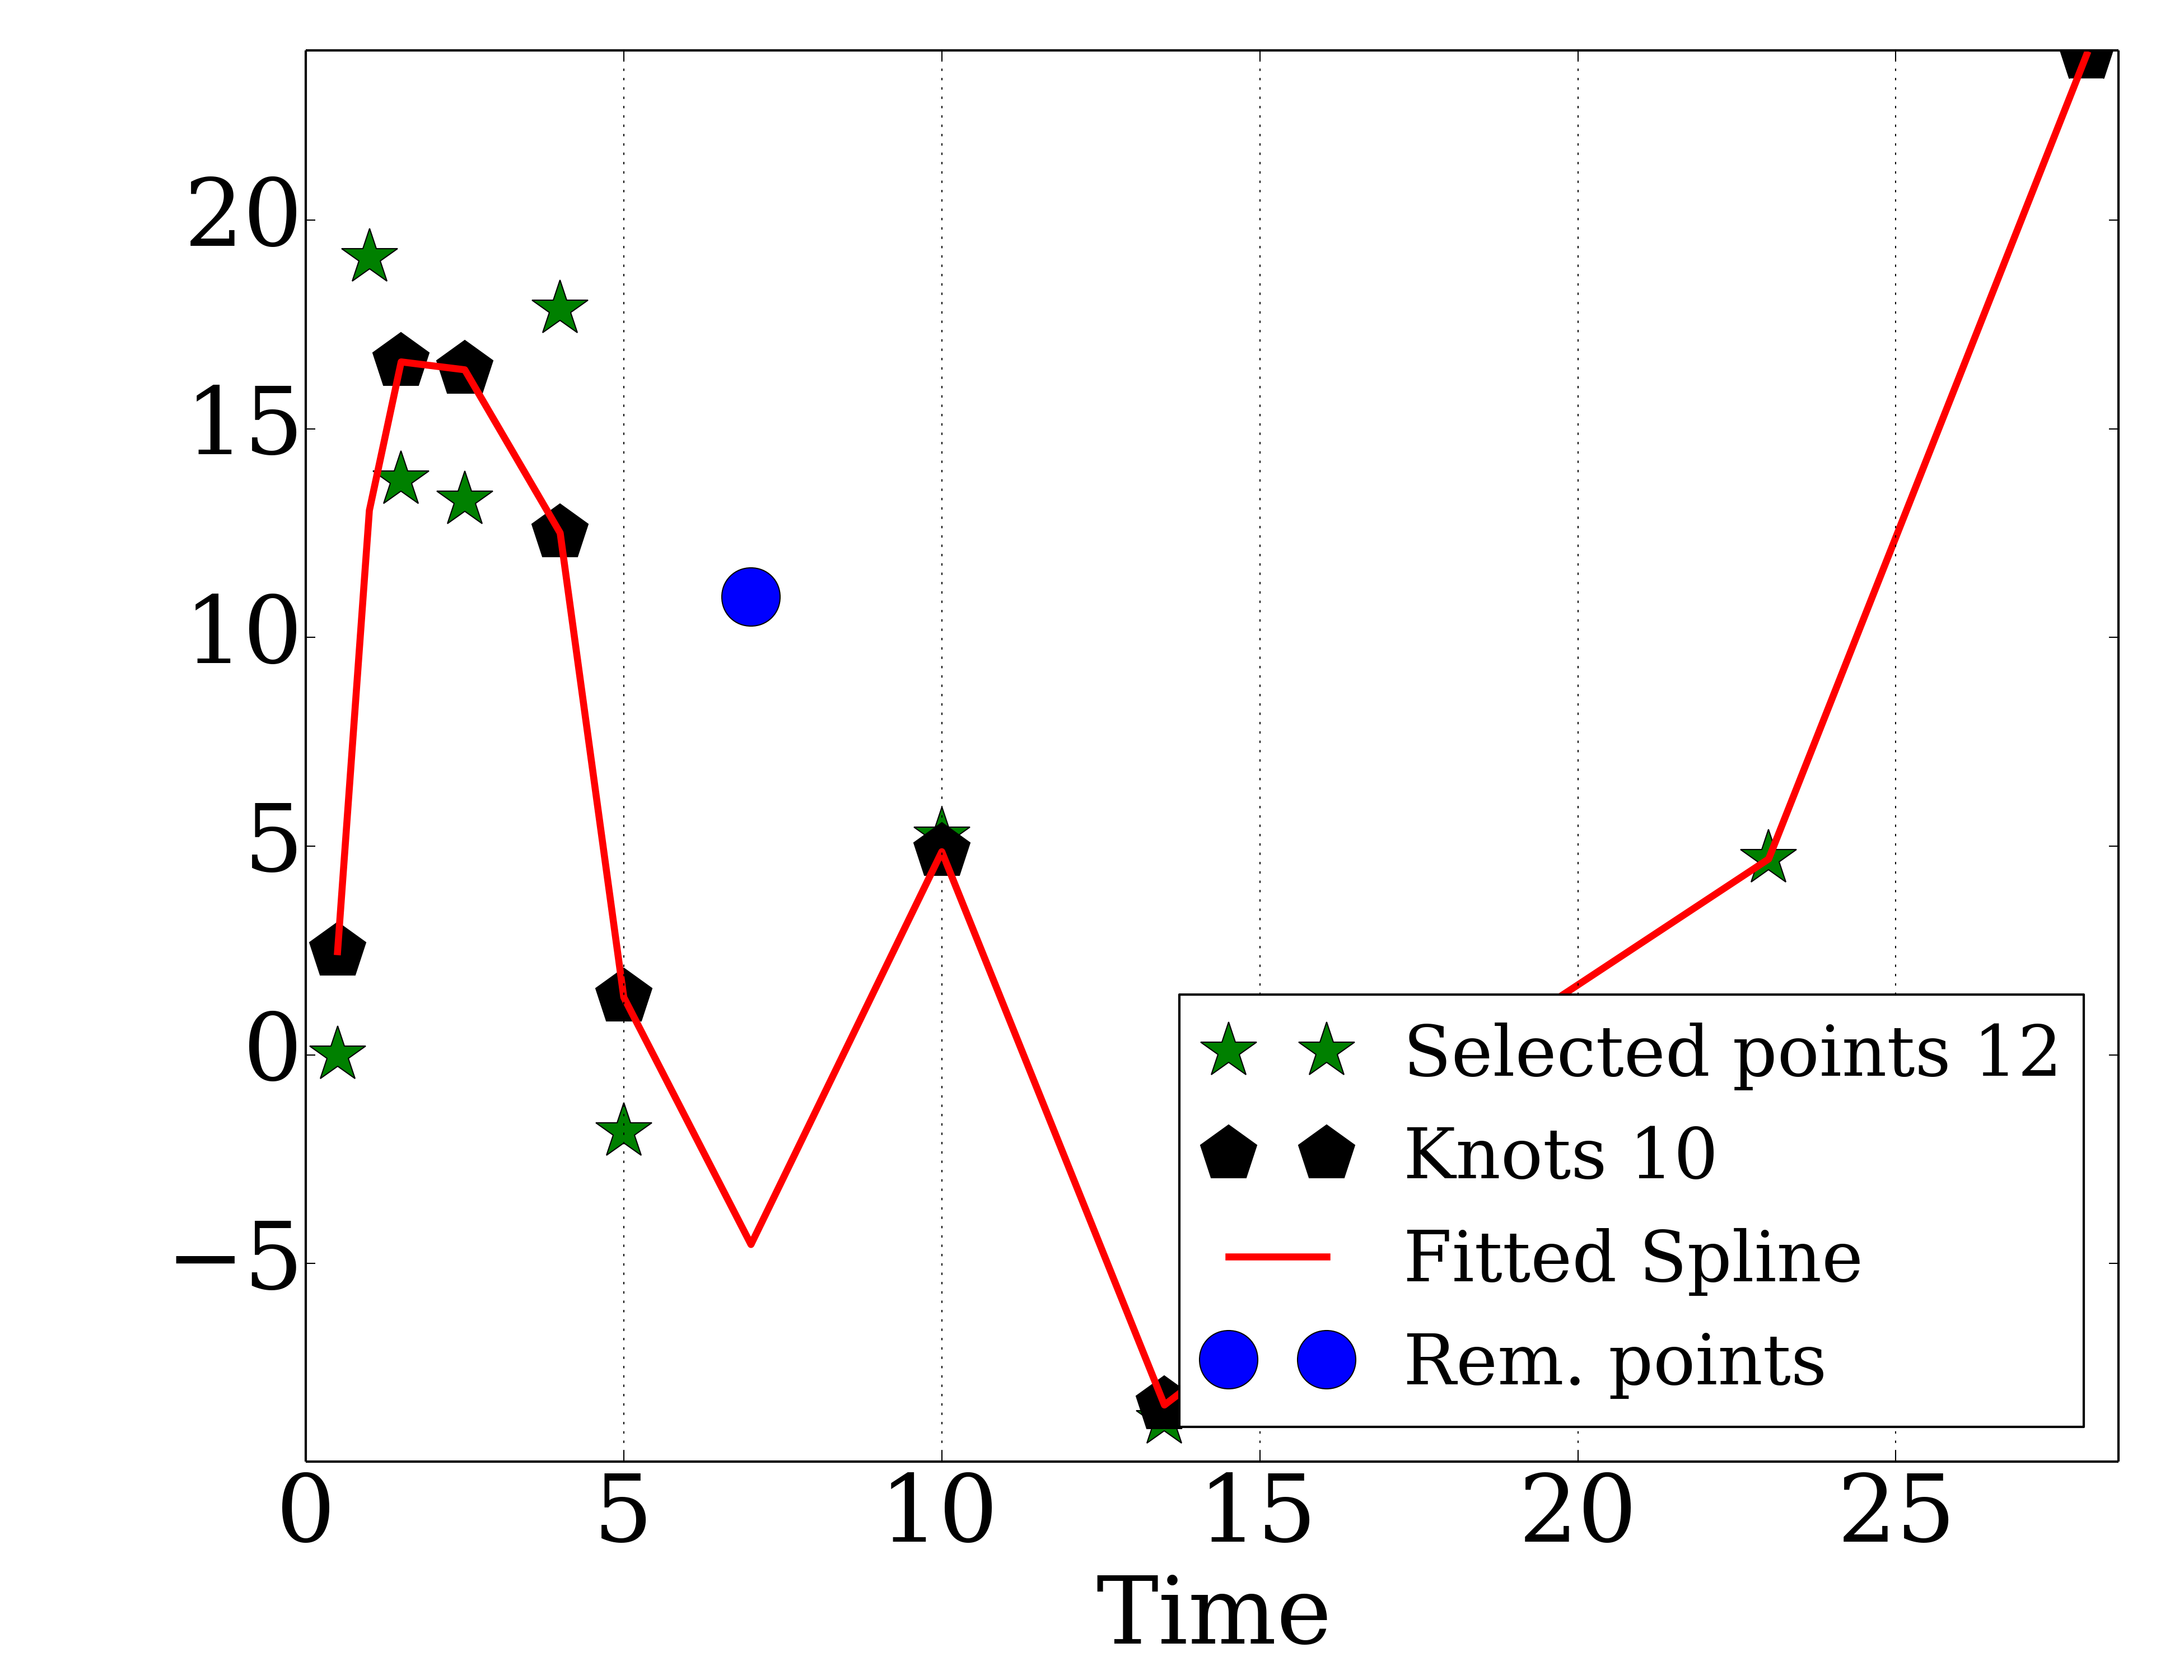 20
15
10
5
0
−5
Selected points 12
Knots 10
Fitted Spline
Rem. points
0 5 10 15 20 25
Time